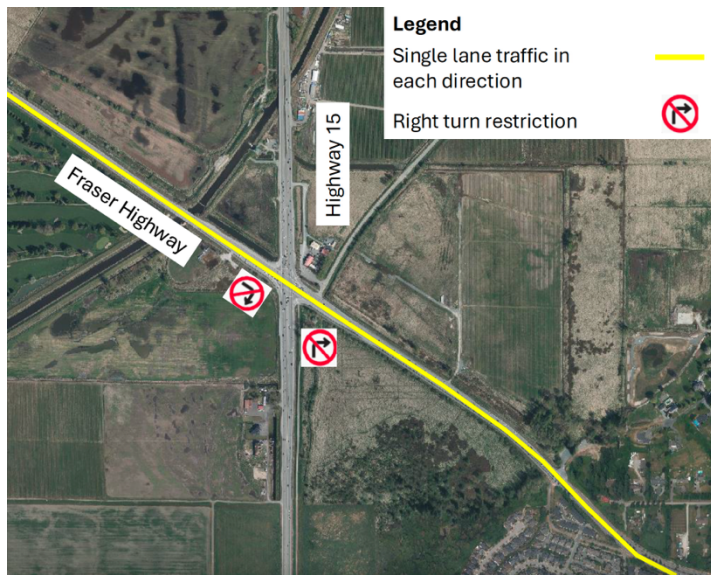 Legend
Single lane traffic in
each direction
Right turn restriction
Highway 15
Fraser Highway